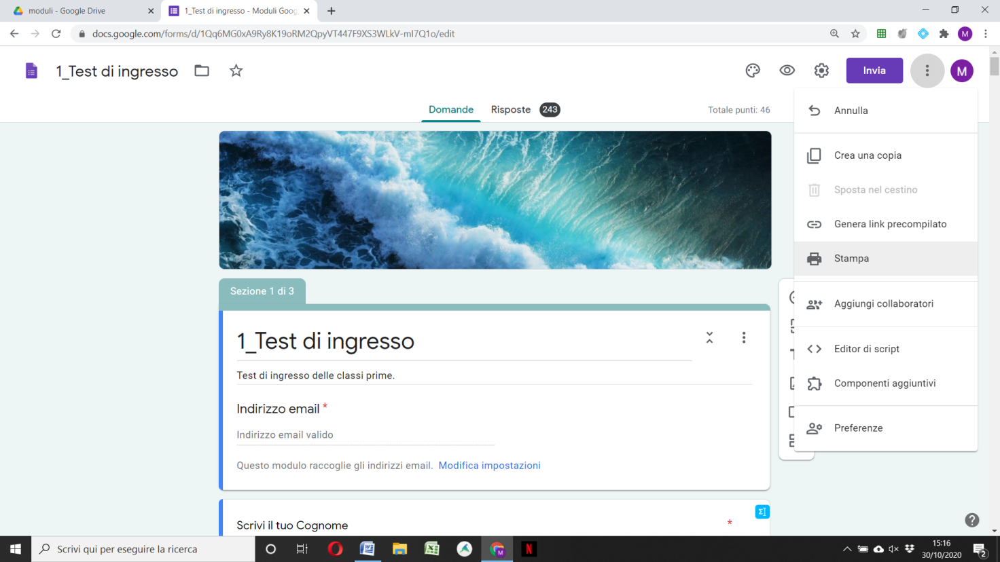 moduli - Google Drive
1_Test di ingresso - Moduli Goog
docs.google.com/forms/d/1Qq6MG0xA9Ry8K19oRM2QpyVT447F9XS3WLkV-mI7Q1o/edit
M
1_Test di ingresso
Invia
M
Domande
Risposte 243
Totale punti: 46
Annulla
Crea una copia
Sposta nel cestino
Genera link precompilato
Stampa
Aggiungi collaboratori
Editor di script
Componenti aggiuntivi
Preferenze
Sezione 1 di 3
1_Test di ingresso
Test di ingresso delle classi prime.
Indirizzo email *
Indirizzo email valido
Questo modulo raccoglie gli indirizzi email. Modifica impostazioni
Scrivi il tuo Cognome *
Scrivi qui per eseguire la ricerca
15:16
30/10/2020
2